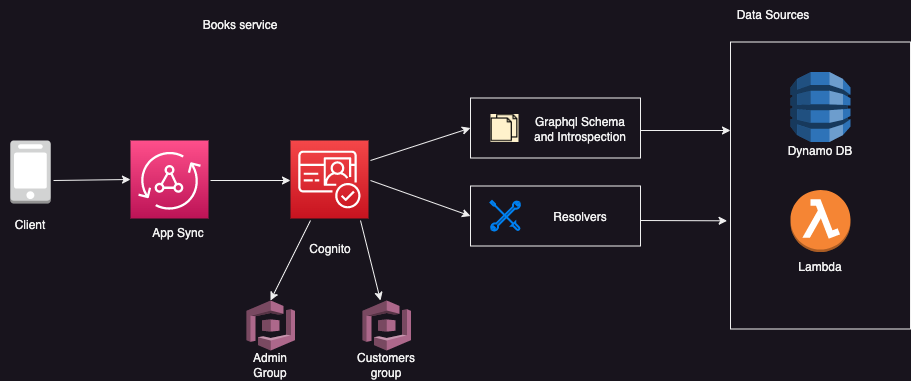 Books service
Data Sources
Graphql Schema
and Introspection
Dynamo DB
Client
App Sync
Cognito
Resolvers
Lambda
Admin
Group
Customers
group